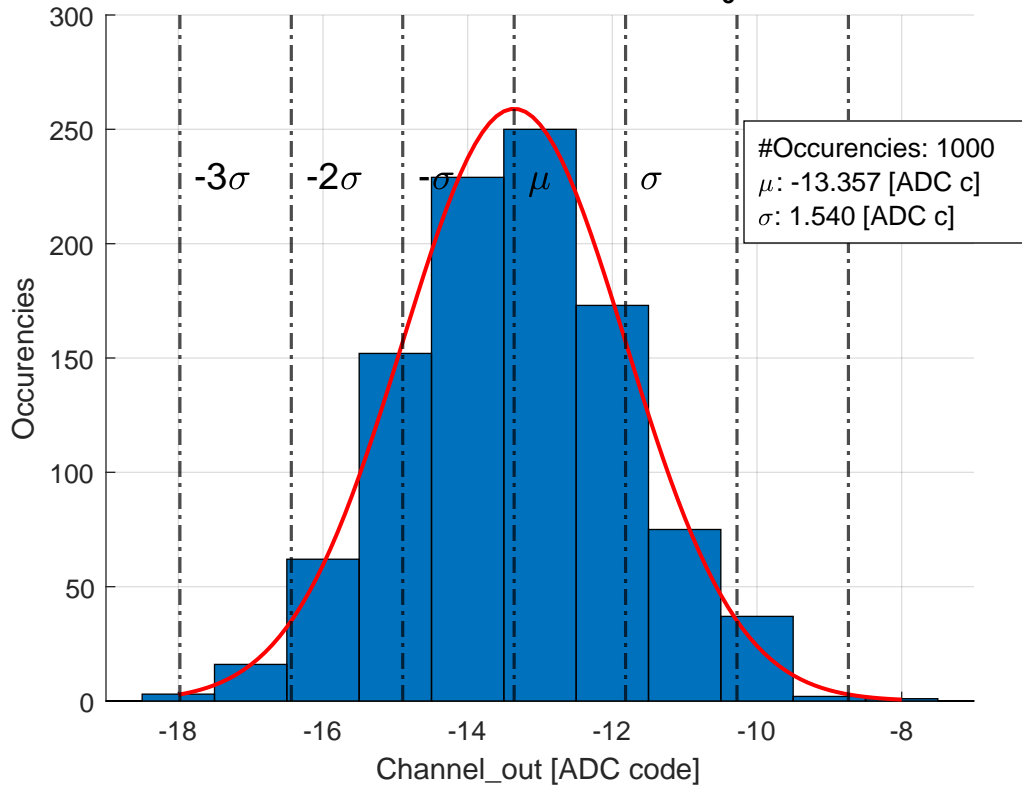 300
250
200
150
100
50
0
-3σ
-2σ
-σ
μ
σ
#Occurencies: 1000
μ: -13.357 [ADC c]
σ: 1.540 [ADC c]
Occurencies
-18
-16
-14
-12
-10
-8
Channel_out [ADC code]